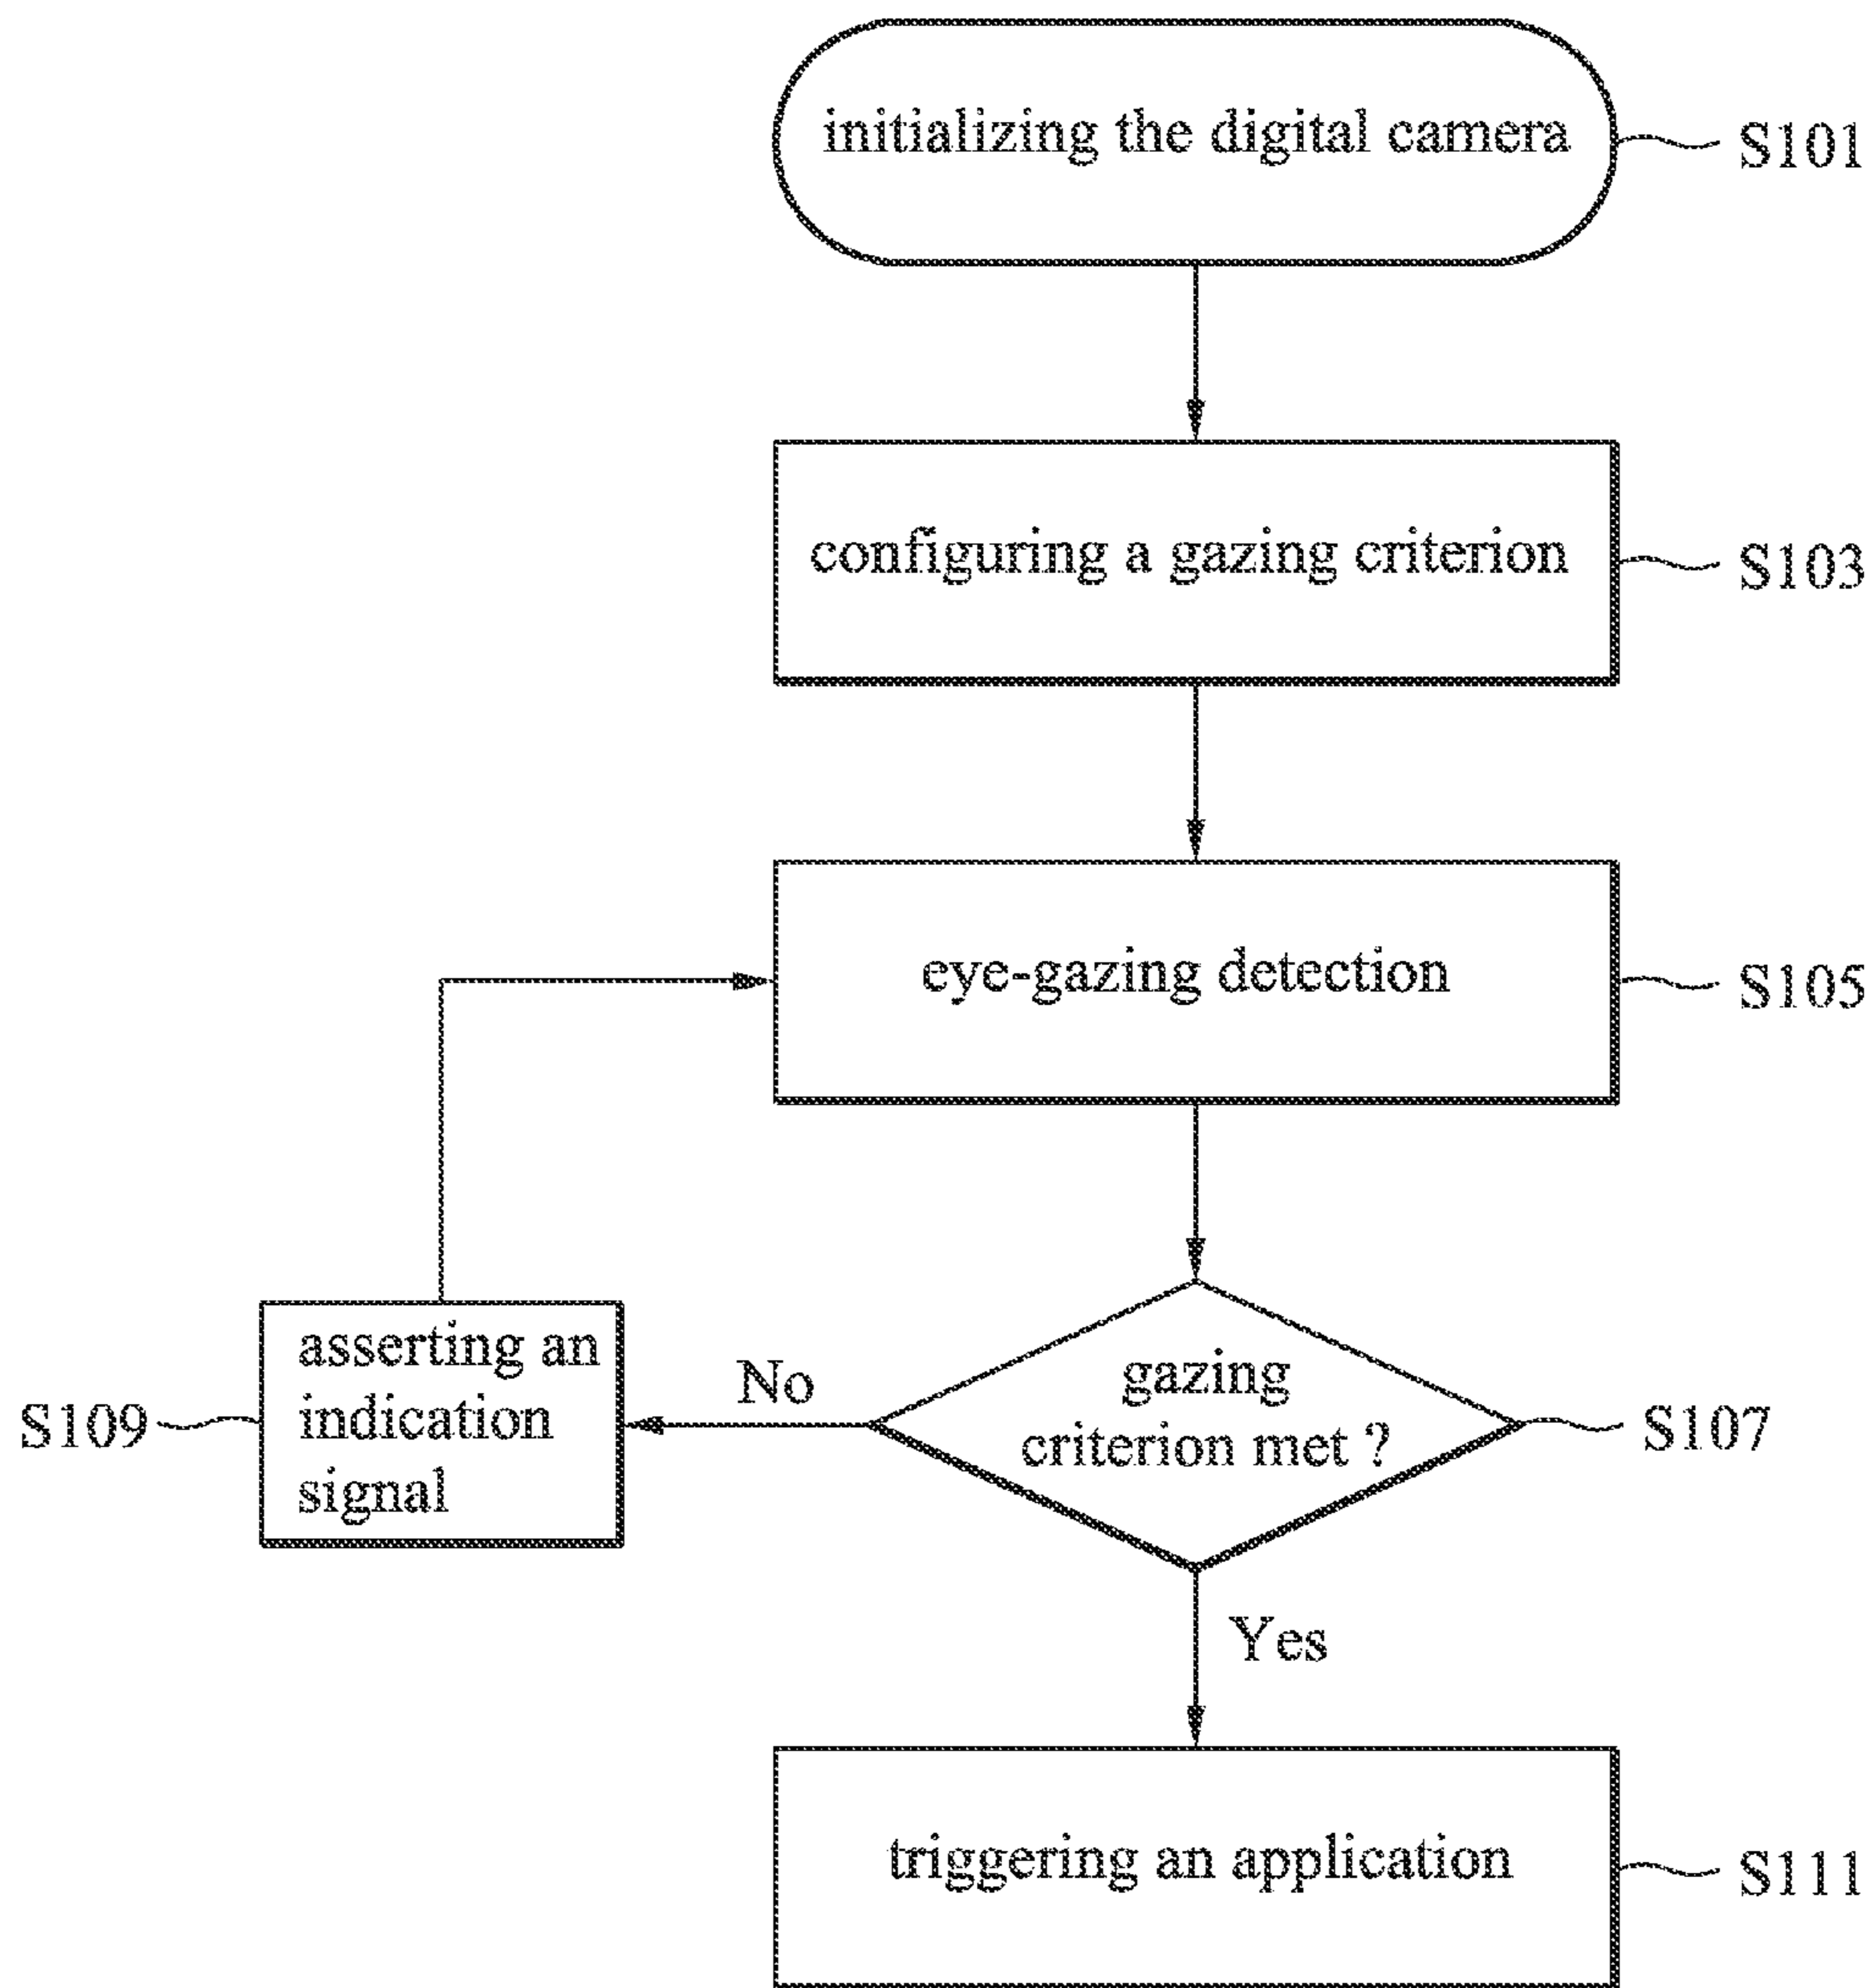 initializing the digital camera
S101
configuring a gazing criterion
S103
eye-gazing detection
S105
gazing
criterion met ?
S107
No
asserting an
indication
signal
S109
Yes
triggering an application
S111